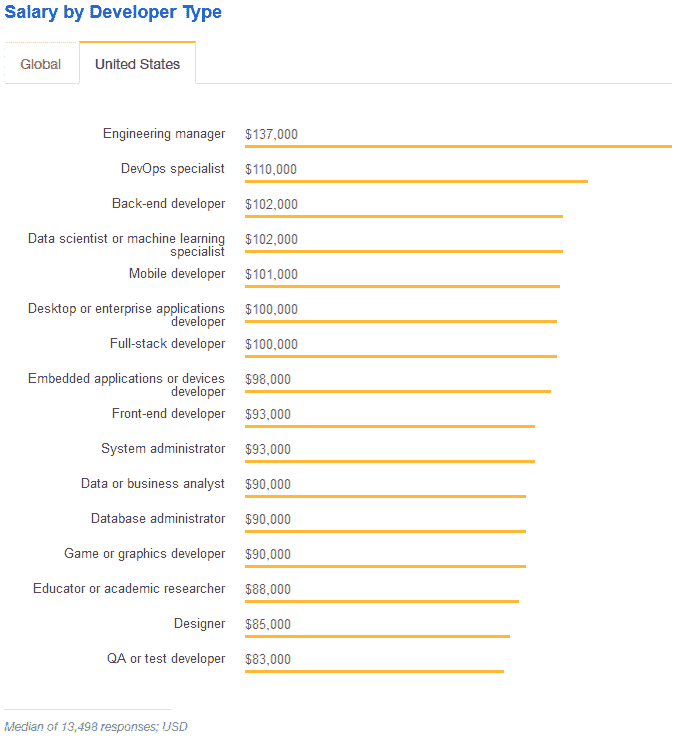 Salary by Developer Type
Global United States
Engineering manager $137,000
DevOps specialist $110,000
Back-end developer $102,000
Data scientist or machine learning $102,000
specialist
Mobile developer $101,000
Desktop or enterprise applications $100,000
developer
Full-stack developer $100,000
Embedded applications or devices $98,000
developer
Front-end developer $93,000
System administrator $93,000
Data or business analyst $90,000
Database administrator $90,000
Game or graphics developer $90,000
Educator or academic researcher $88,000
Designer $85,000
QA or test developer $83,000
Median of 13,498 responses; USD